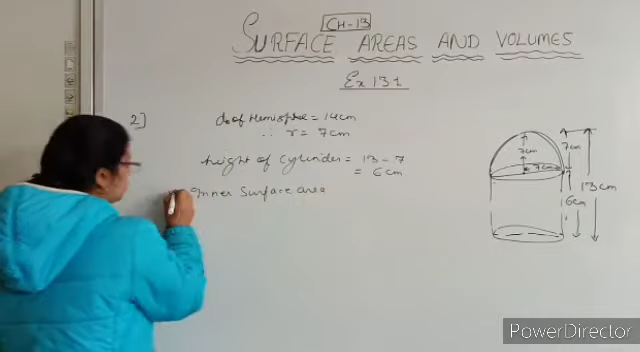 CH-13
SURFACE AREAS AND VOLUMES
Ex 13.1
2]
d of Hemisphere = 14cm
∴ r = 7cm
height of cylinder = 13 - 7
= 6cm
Inner Surface area
7cm
7cm
7cm
13cm
6cm
PowerDirector